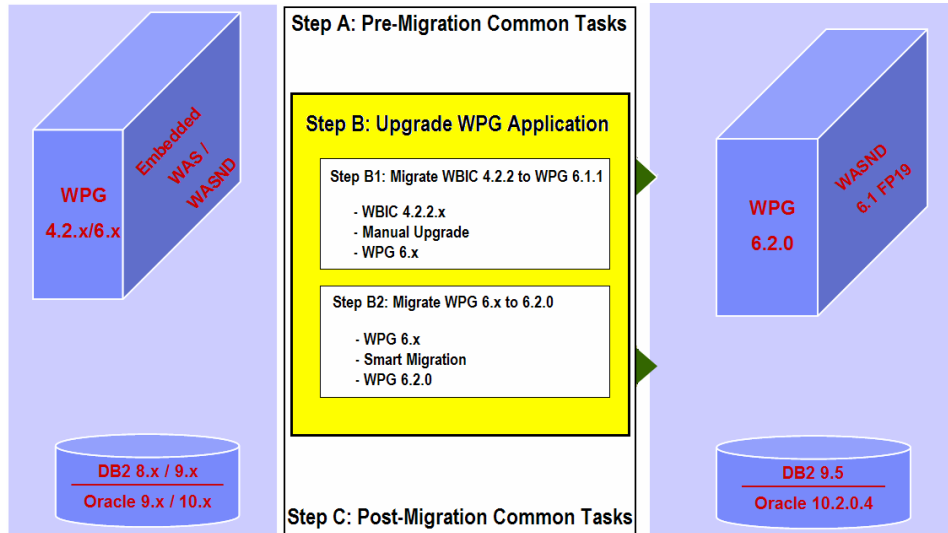 WPG
4.2.x/6.x
Embedded
WAS /
WASND
DB2 8.x / 9.x
Oracle 9.x / 10.x
Step A: Pre-Migration Common Tasks
Step B: Upgrade WPG Application
Step B1: Migrate WBIC 4.2.2 to WPG 6.1.1
- WBIC 4.2.2.x
- Manual Upgrade
- WPG 6.x
Step B2: Migrate WPG 6.x to 6.2.0
- WPG 6.x
- Smart Migration
- WPG 6.2.0
Step C: Post-Migration Common Tasks
WPG
6.2.0
WASND
6.1 FP19
DB2 9.5
Oracle 10.2.0.4